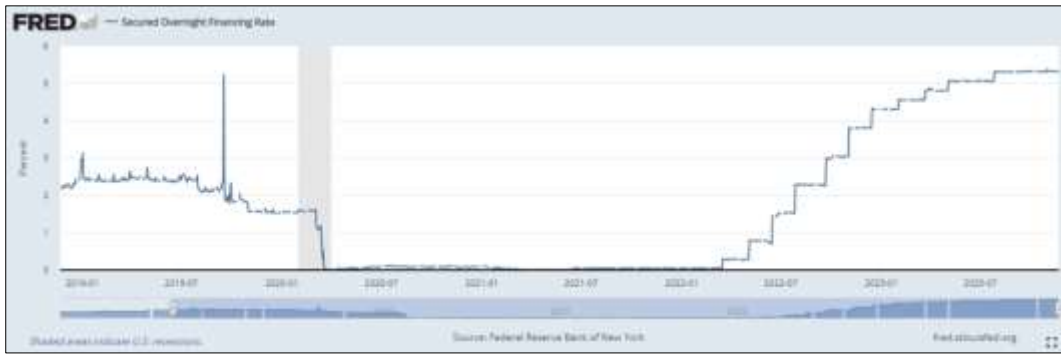 FRED — Secured Overnight Financing Rate
6
5
4
3
2
1
0
Percent
2019-01 2019-07 2020-01 2020-07 2021-01 2021-07 2022-01 2022-07 2023-01 2023-07
Shaded areas indicate U.S. recessions.
Source: Federal Reserve Bank of New York
fred.stlouisfed.org